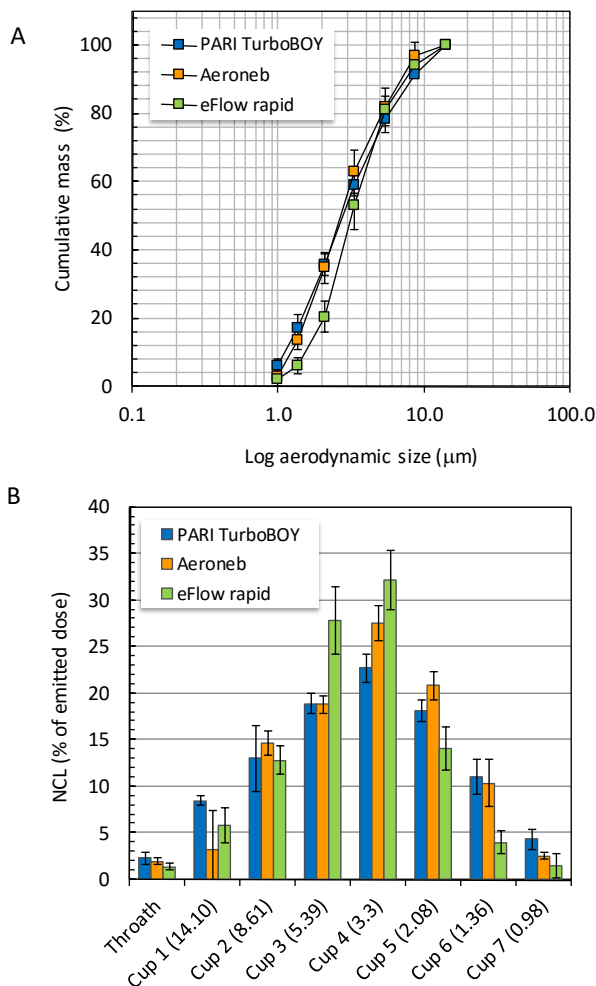 A
PARI TurboBOY
Aeroneb
eFlow rapid
Cumulative mass (%)
100
80
60
40
20
0
0.1
1.0
10.0
100.0
Log aerodynamic size (μm)
B
PARI TurboBOY
Aeroneb
eFlow rapid
NCL (% of emitted dose)
40
35
30
25
20
15
10
5
0
Throath
Cup 1 (14.10)
Cup 2 (8.61)
Cup 3 (5.39)
Cup 4 (3.3)
Cup 5 (2.08)
Cup 6 (1.36)
Cup 7 (0.98)